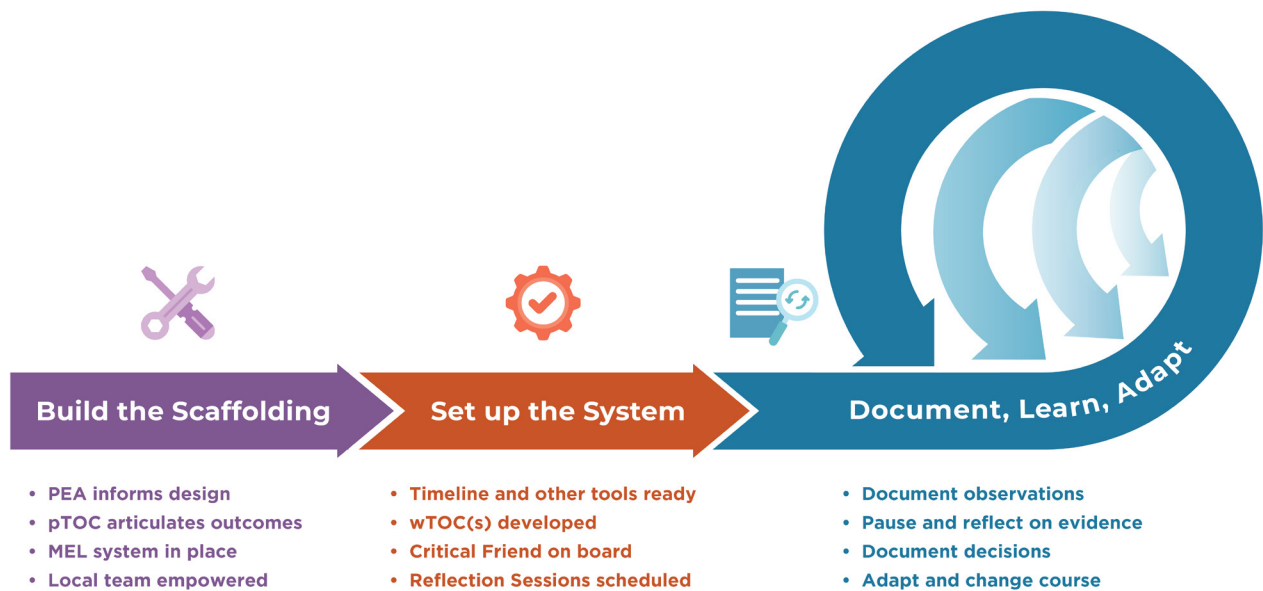 Build the Scaffolding
Set up the System
Document, Learn, Adapt
• PEA informs design
• pTOC articulates outcomes
• MEL system in place
• Local team empowered
• Timeline and other tools ready
• wTOC(s) developed
• Critical Friend on board
• Reflection Sessions scheduled
• Document observations
• Pause and reflect on evidence
• Document decisions
• Adapt and change course